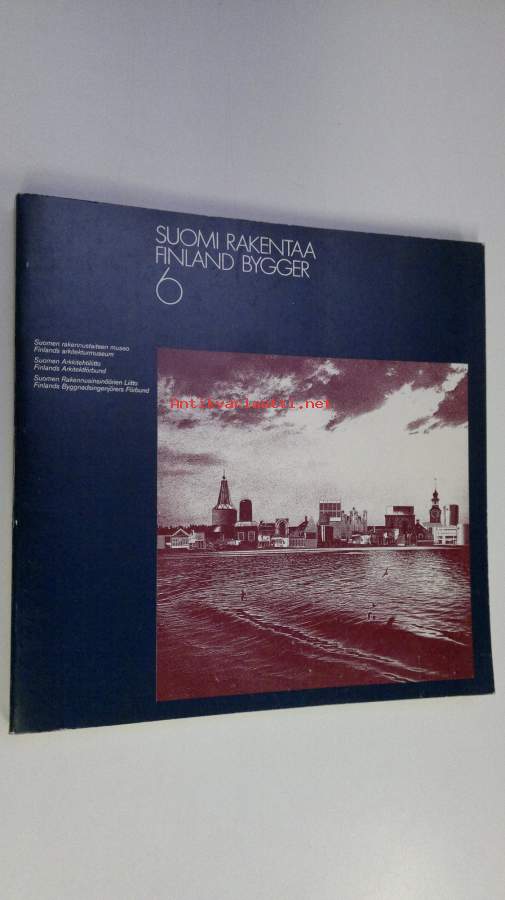 SUOMI RAKENTAA
FINLAND BYGGER
6
Suomen rakennustaiteen museo
Finlands arkitekturmuseum
Suomen Arkkitehtiliitto
Finlands Arkitektförbund
Suomen Rakennusinsinöörien Liitto
Finlands Byggnadsingenjörers Förbund
Antikvariaatti.net